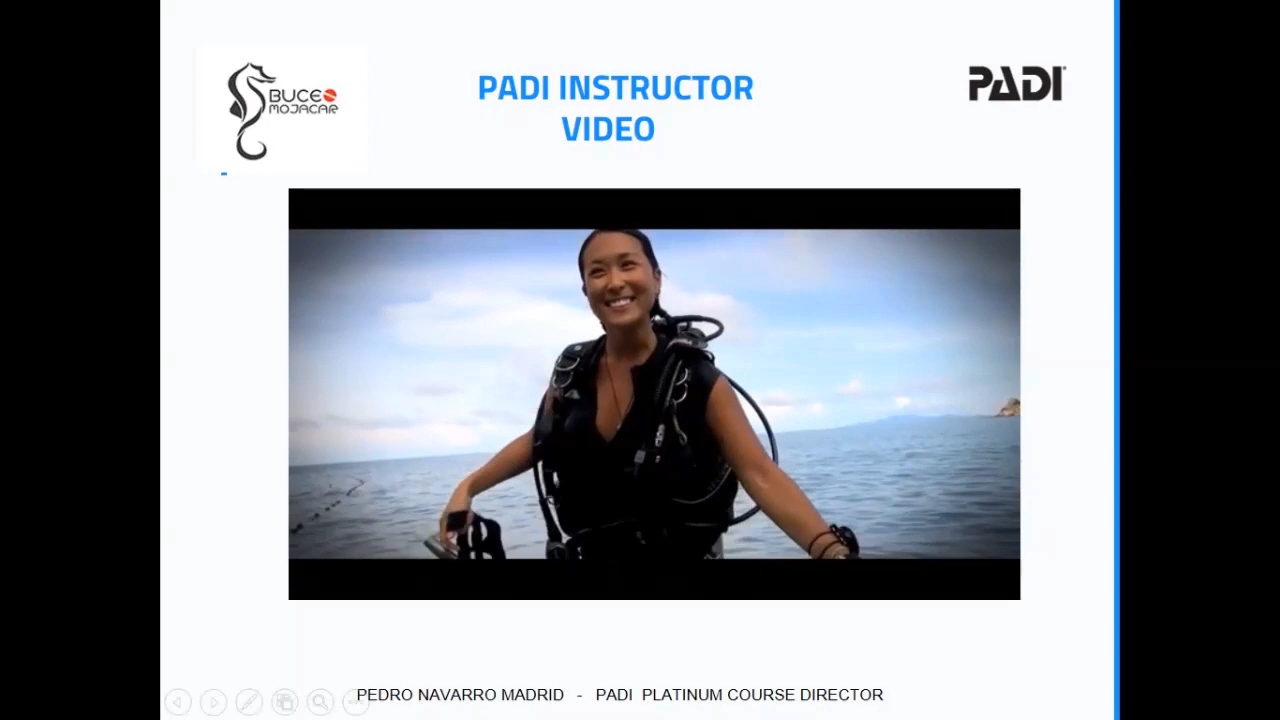 BUCEO
MOJACAR
PADI INSTRUCTOR
VIDEO
PADI
PEDRO NAVARRO MADRID - PADI PLATINUM COURSE DIRECTOR